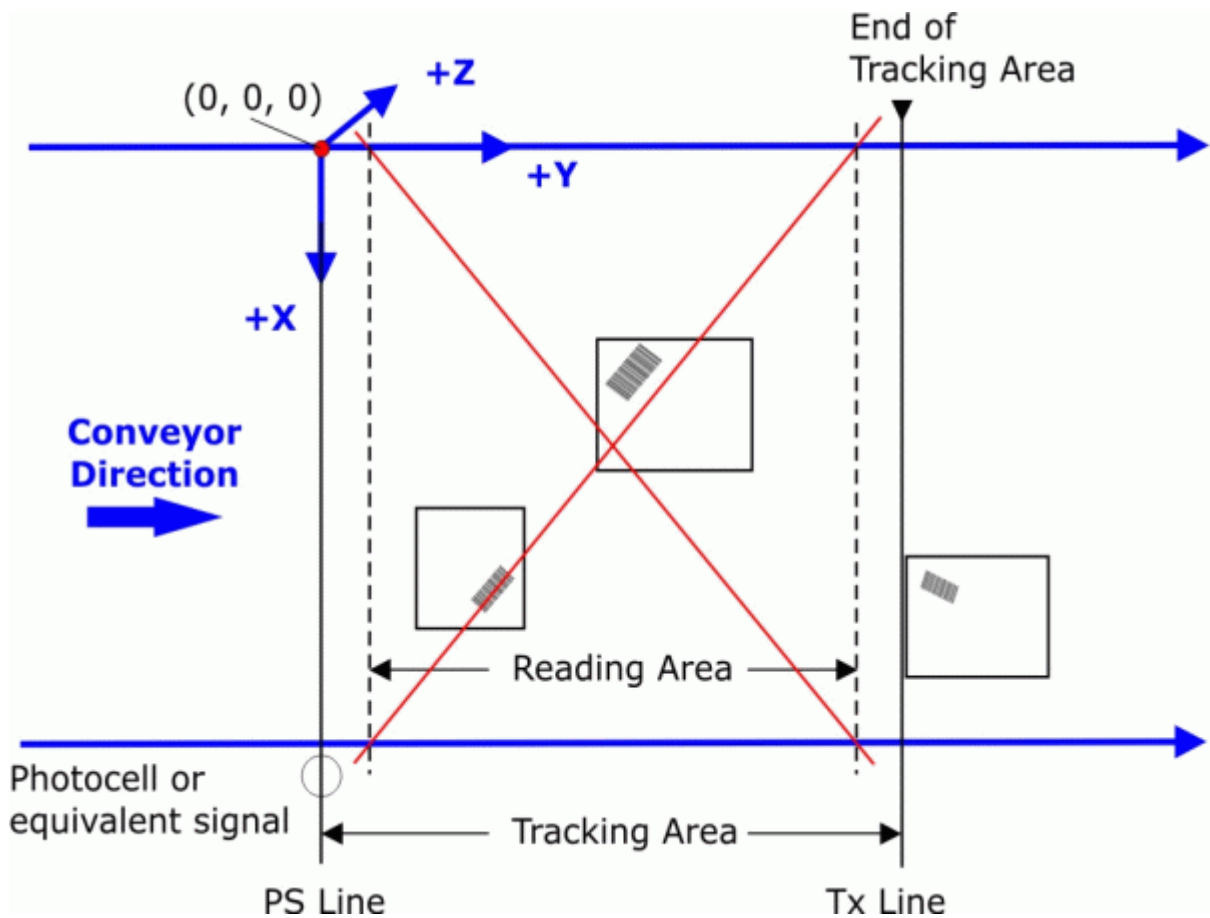 End of
Tracking Area
+Z
(0, 0, 0)
+Y
+X
Conveyor
Direction
Reading Area
Photocell or
equivalent signal
Tracking Area
PS Line
Tx Line